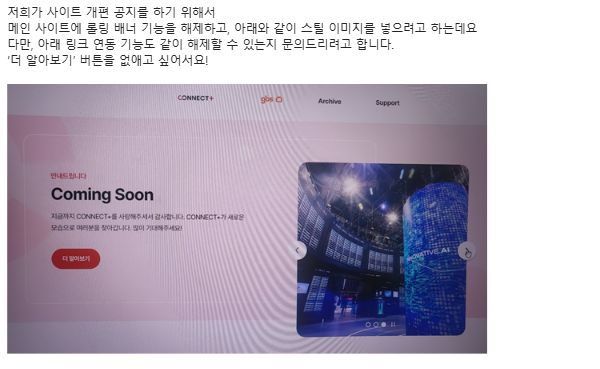 저희가 사이트 개편 공지를 하기 위해서
메인 사이트에 롤링 배너 기능을 해제하고, 아래와 같이 스틸 이미지를 넣으려고 하는데요
다만, 아래 링크 연동 기능도 같이 해제할 수 있는지 문의드리려고 합니다.
'더 알아보기' 버튼을 없애고 싶어서요!
CONNECT+
Archive
Support
안내드립니다
Coming Soon
지금까지 CONNECT+를 사랑해주셔서 감사합니다. CONNECT+가 새로운
모습으로 여러분을 찾아갑니다. 많이 기대해주세요!
더 알아보기